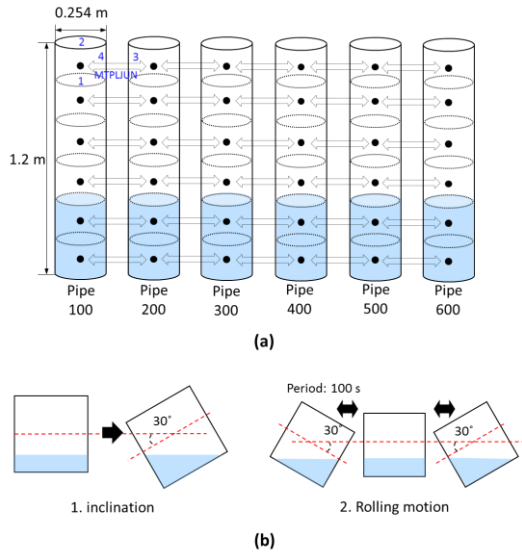 0.254 m
2
4 3
MTPLJUN
1
1.2 m
Pipe 100
Pipe 200
Pipe 300
Pipe 400
Pipe 500
Pipe 600
(a)
Period: 100 s
30˚
30˚
30˚
1. inclination
2. Rolling motion
(b)